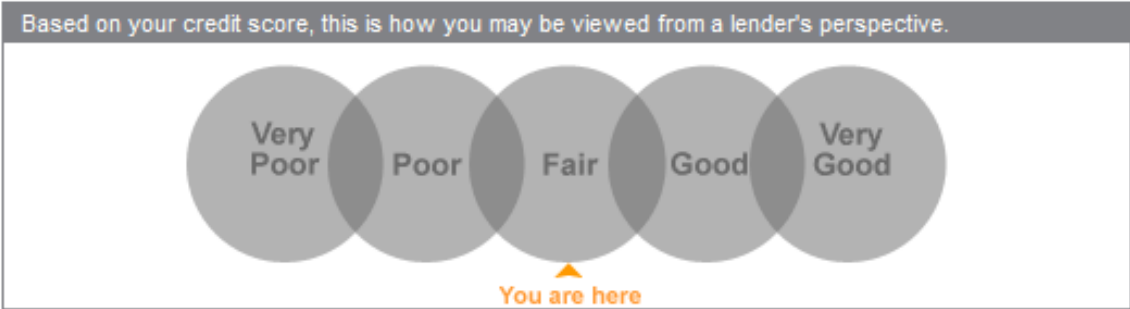 Based on your credit score, this is how you may be viewed from a lender's perspective.
Very
Poor
Poor
Fair
Good
Very
Good
You are here